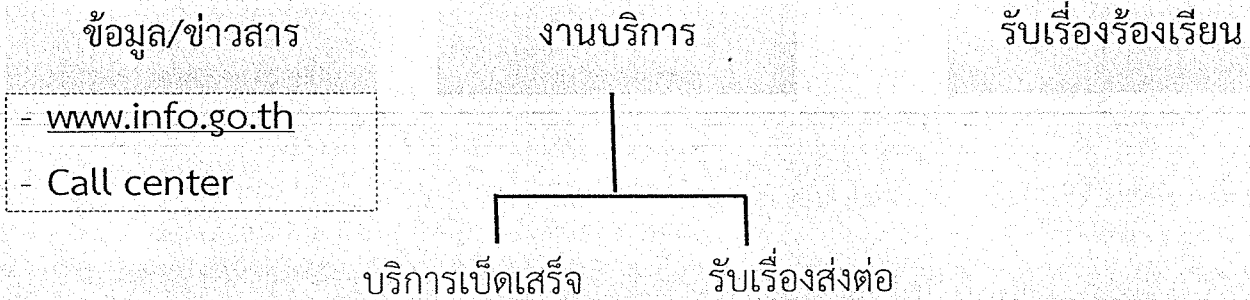 ข้อมูล/ข่าวสาร
งานบริการ
รับเรื่องร้องเรียน
- www.info.go.th
- Call center
บริการเบ็ดเสร็จ
รับเรื่องส่งต่อ